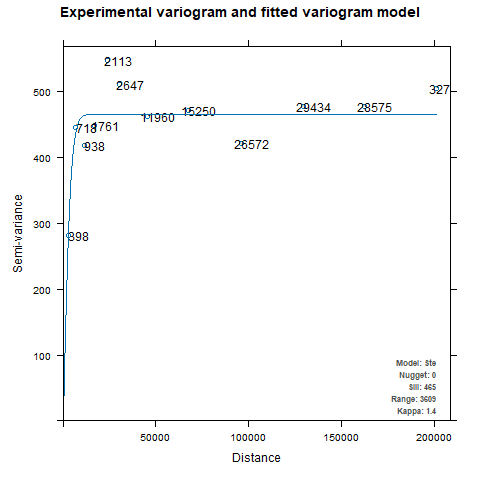 Experimental variogram and fitted variogram model
2113
2647
327
29434
28575
15250
11960
1761
718
938
26572
398
500
400
300
200
100
Semi-variance
Model: Ste
Nugget: 0
Sill: 465
Range: 3609
Kappa: 1.4
50000 100000 150000 200000
Distance